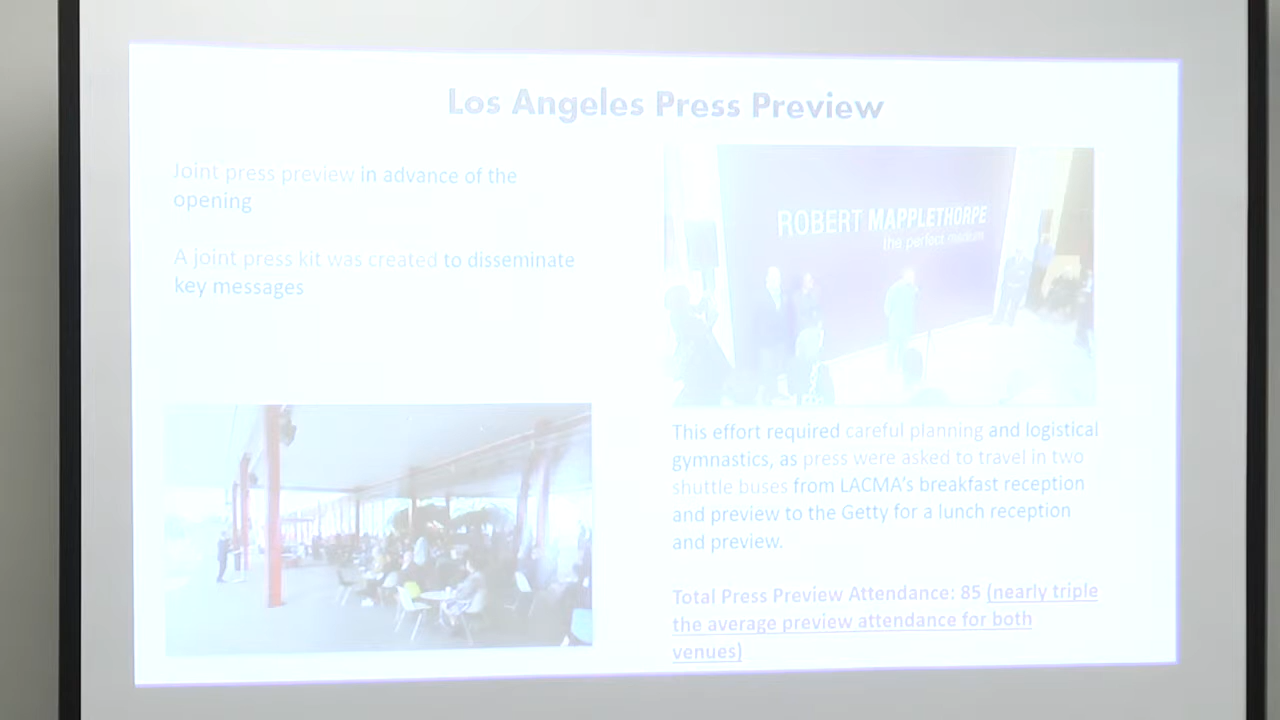 Los Angeles Press Preview
Joint press preview in advance of the
opening
A joint press kit was created to disseminate
key messages
ROBERT MAPPLETHORPE
the perfect medium
This effort required careful planning and logistical
gymnastics, as press were asked to travel in two
shuttle buses from LACMA's breakfast reception
and preview to the Getty for a lunch reception
and preview.
Total Press Preview Attendance: 85 (nearly triple
the average preview attendance for both
venues)